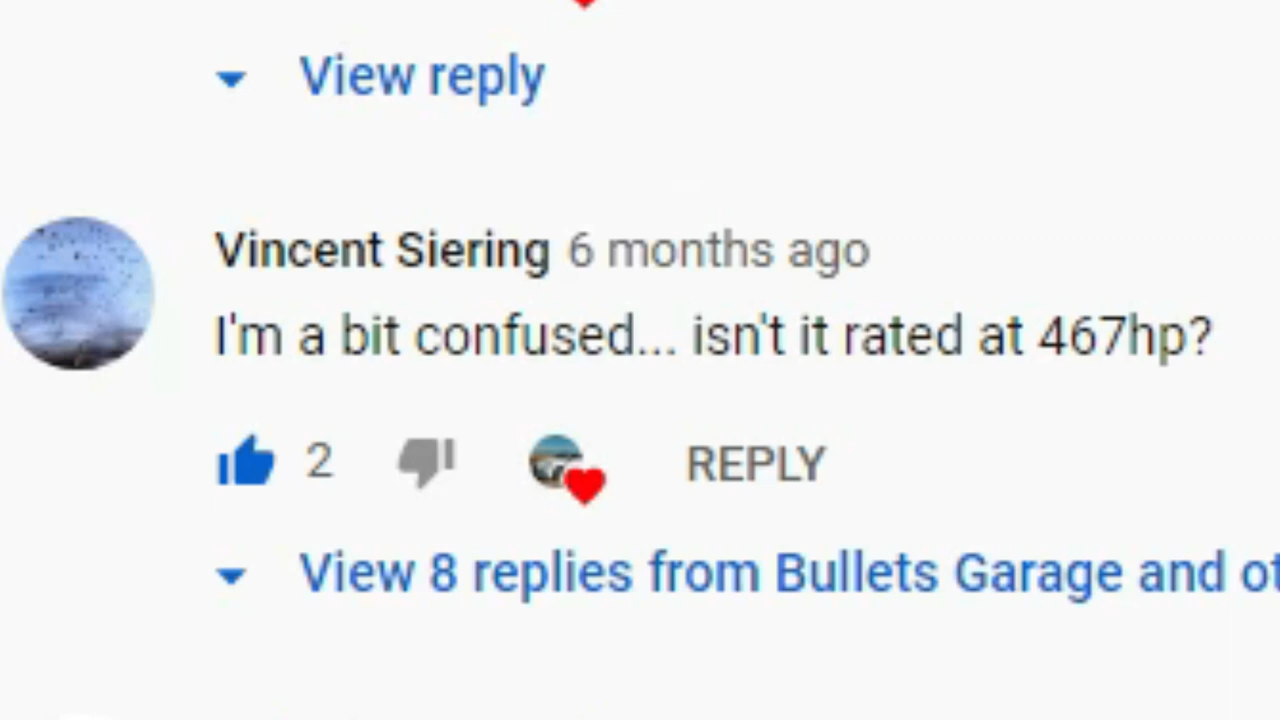 View reply
Vincent Siering 6 months ago
I'm a bit confused... isn't it rated at 467hp?
2 REPLY
View 8 replies from Bullets Garage and ot